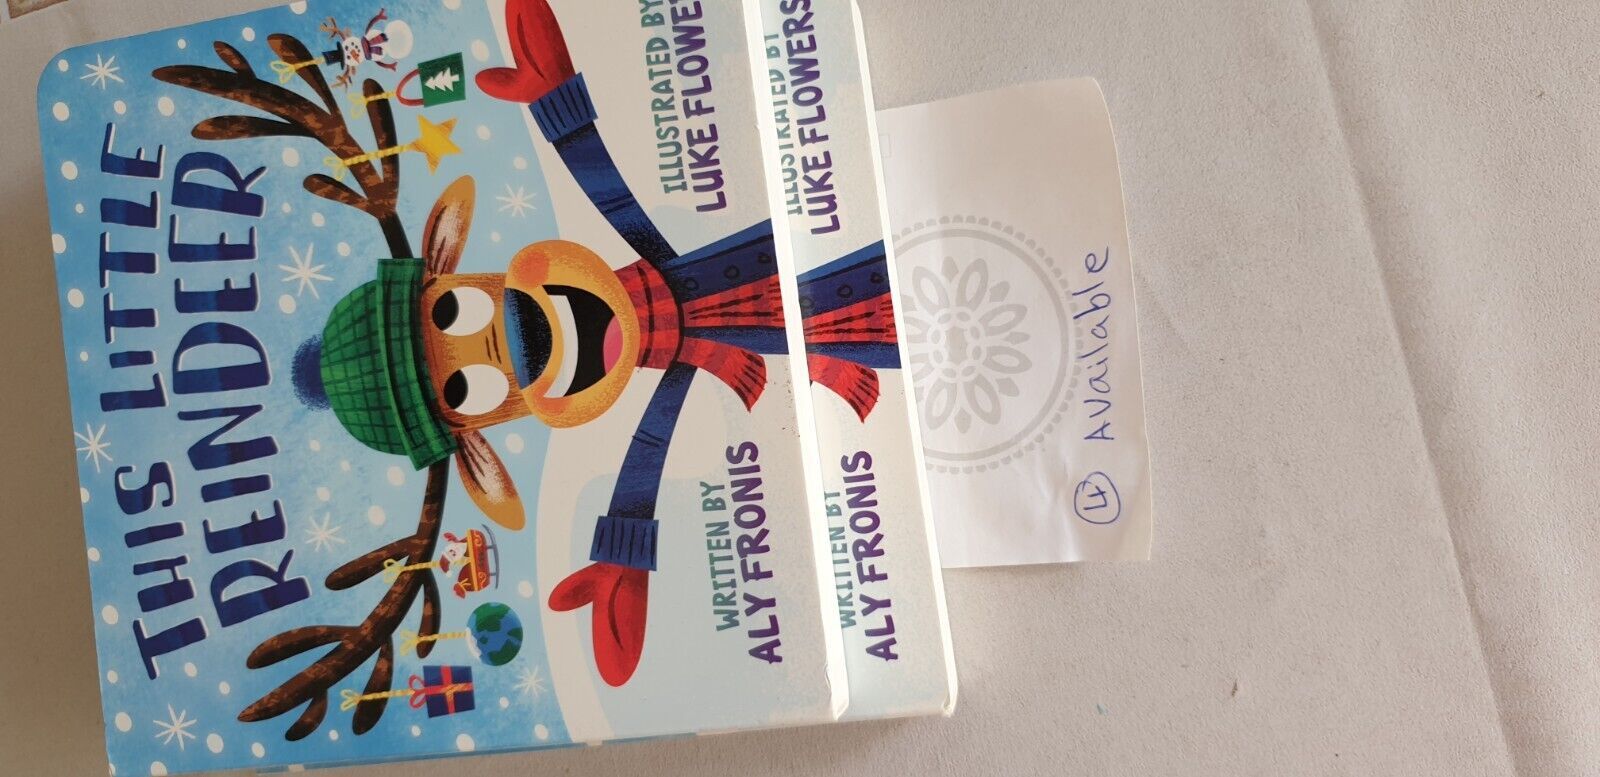 THIS LITTLE
REINDEER
WRITTEN BY
ALY FRONIS
ILLUSTRATED BY
LUKE FLOWERS
WRITTEN BY
ALY FRONIS
ILLUSTRATED BY
LUKE FLOWERS
4 Available